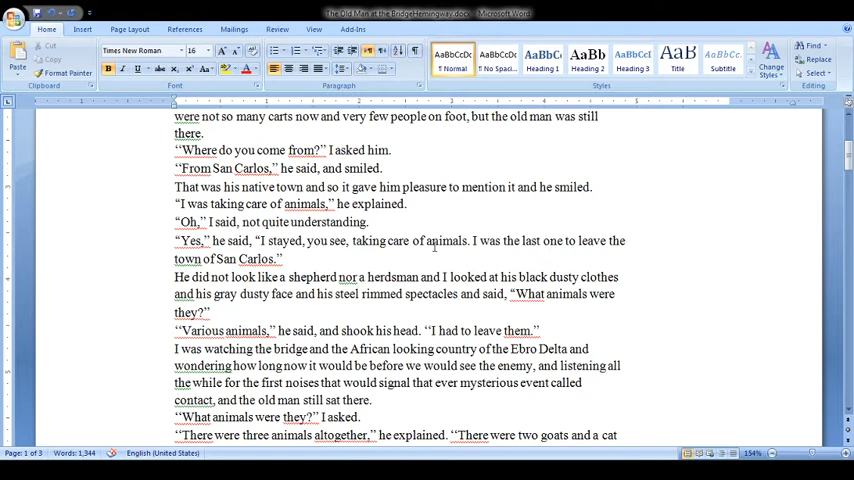 The Old Man at the BridgeHemingway.docx - Microsoft Word
Home Insert Page Layout References Mailings Review View Add-Ins
Cut
Copy
Format Painter
Paste
Clipboard
Times New Roman 16
B I U abc
Font
Paragraph
AaBbCcDc AaBbCcDc AaBbC AaBb AaBbCcI AaB AaBbCc.
¶ Normal ¶ No Spaci... Heading 1 Heading 2 Heading 3 Title Subtitle
Change
Styles
Styles
Find
Replace
Select
Editing
were not so many carts now and very few people on foot, but the old man was still
there.
“Where do you come from?” I asked him.
“From San Carlos,” he said, and smiled.
That was his native town and so it gave him pleasure to mention it and he smiled.
“I was taking care of animals,” he explained.
“Oh,” I said, not quite understanding.
“Yes,” he said, “I stayed, you see, taking care of animals. I was the last one to leave the
town of San Carlos.”
He did not look like a shepherd nor a herdsman and I looked at his black dusty clothes
and his gray dusty face and his steel rimmed spectacles and said, “What animals were
they?”
“Various animals,” he said, and shook his head. “I had to leave them.”
I was watching the bridge and the African looking country of the Ebro Delta and
wondering how long now it would be before we would see the enemy, and listening all
the while for the first noises that would signal that ever mysterious event called
contact, and the old man still sat there.
“What animals were they?” I asked.
“There were three animals altogether,” he explained. “There were two goats and a cat
Page: 1 of 3 Words: 1,344 English (United Kingdom) 154%